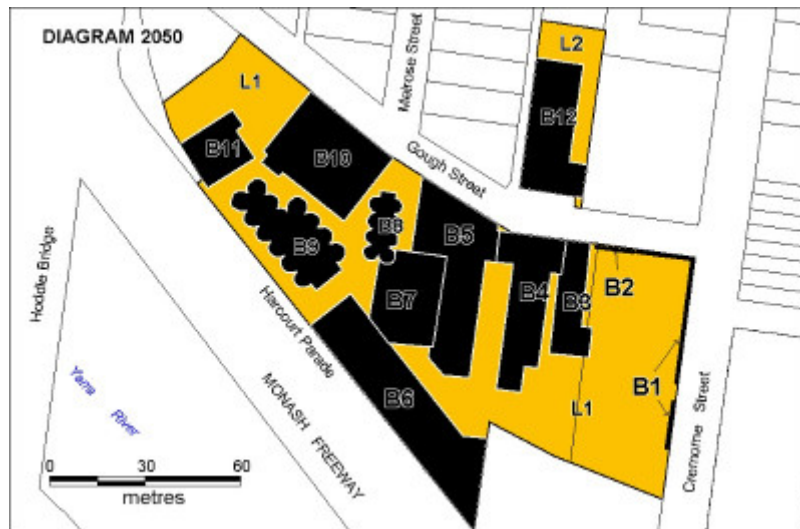 DIAGRAM 2050
L1
L2
Melrose Street
B12
B11
B10
Gough Street
B8
B5
B9
B7
B4
B3
B2
Hoddle Bridge
Harcourt Parade
B6
B1
L1
Yarra River
MONASH FREEWAY
Cremorne Street
0 30 60
metres